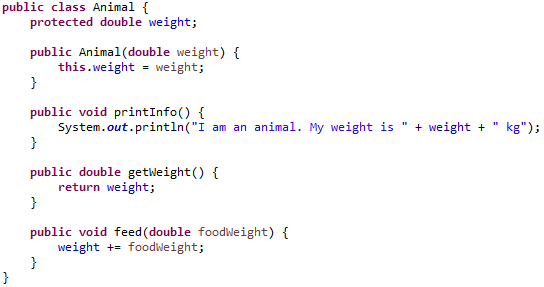 public class Animal {
    protected double weight;

    public Animal(double weight) {
        this.weight = weight;
    }

    public void printInfo() {
        System.out.println("I am an animal. My weight is " + weight + " kg");
    }

    public double getWeight() {
        return weight;
    }

    public void feed(double foodWeight) {
        weight += foodWeight;
    }
}